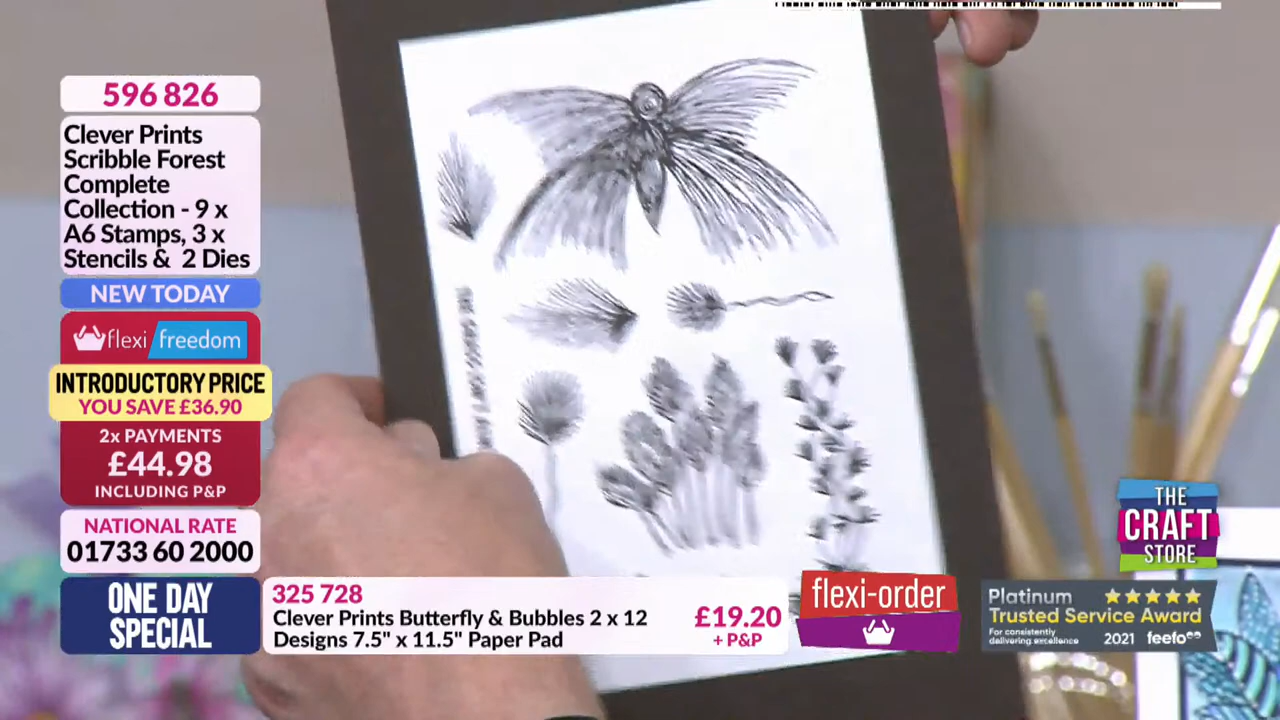 596 826
Clever Prints
Scribble Forest
Complete
Collection - 9 x
A6 Stamps, 3 x
Stencils & 2 Dies
NEW TODAY
flexi freedom
INTRODUCTORY PRICE
YOU SAVE £36.90
2x PAYMENTS
£44.98
INCLUDING P&P
NATIONAL RATE
01733 60 2000
ONE DAY
SPECIAL
325 728
Clever Prints Butterfly & Bubbles 2 x 12
Designs 7.5" x 11.5" Paper Pad
£19.20
+ P&P
flexi-order
THE
CRAFT
STORE
Platinum
Trusted Service Award
For consistently
delivering excellence
2021 feefo